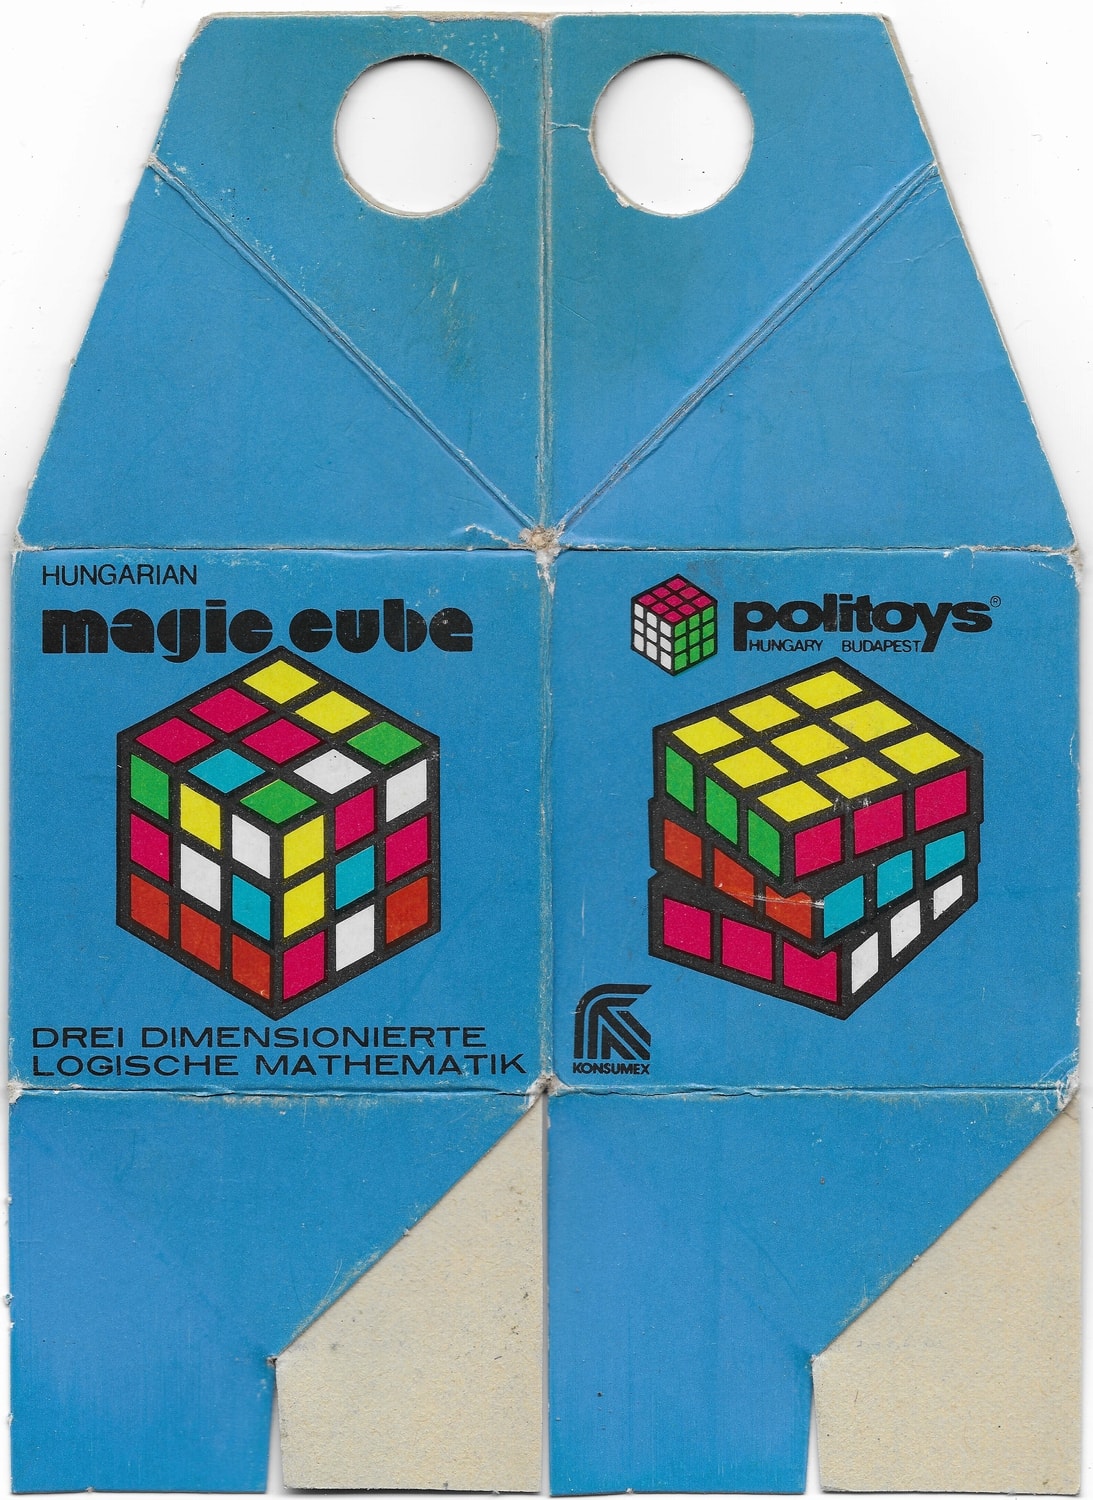 HUNGARIAN
magic cube
DREI DIMENSIONIERTE
LOGISCHE MATHEMATIK
politoys®
HUNGARY BUDAPEST
KONSUMEX